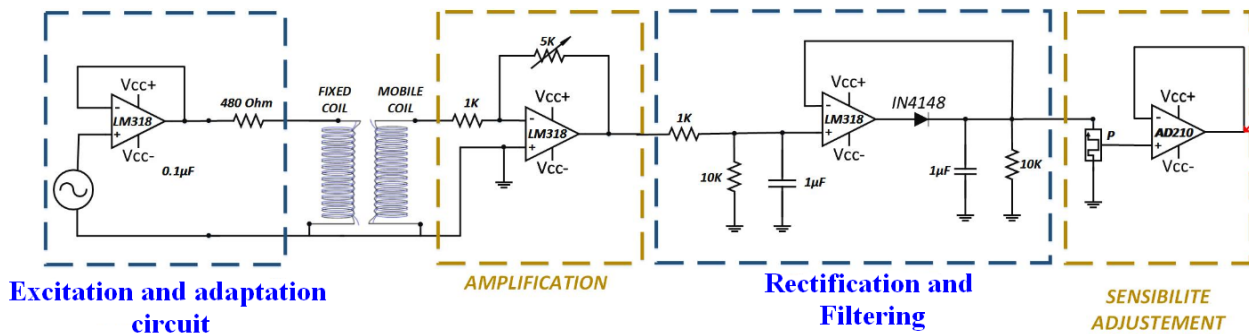 Vcc+
LM318
Vcc-
0.1µF
480 Ohm
FIXED
COIL
MOBILE
COIL
1K
5K
Vcc+
LM318
Vcc-
AMPLIFICATION
1K
10K
1µF
Vcc+
LM318
Vcc-
IN4148
1µF
10K
P
Vcc+
AD210
Vcc-
Excitation and adaptation
circuit
Rectification and
Filtering
SENSIBILITE
ADJUSTEMENT